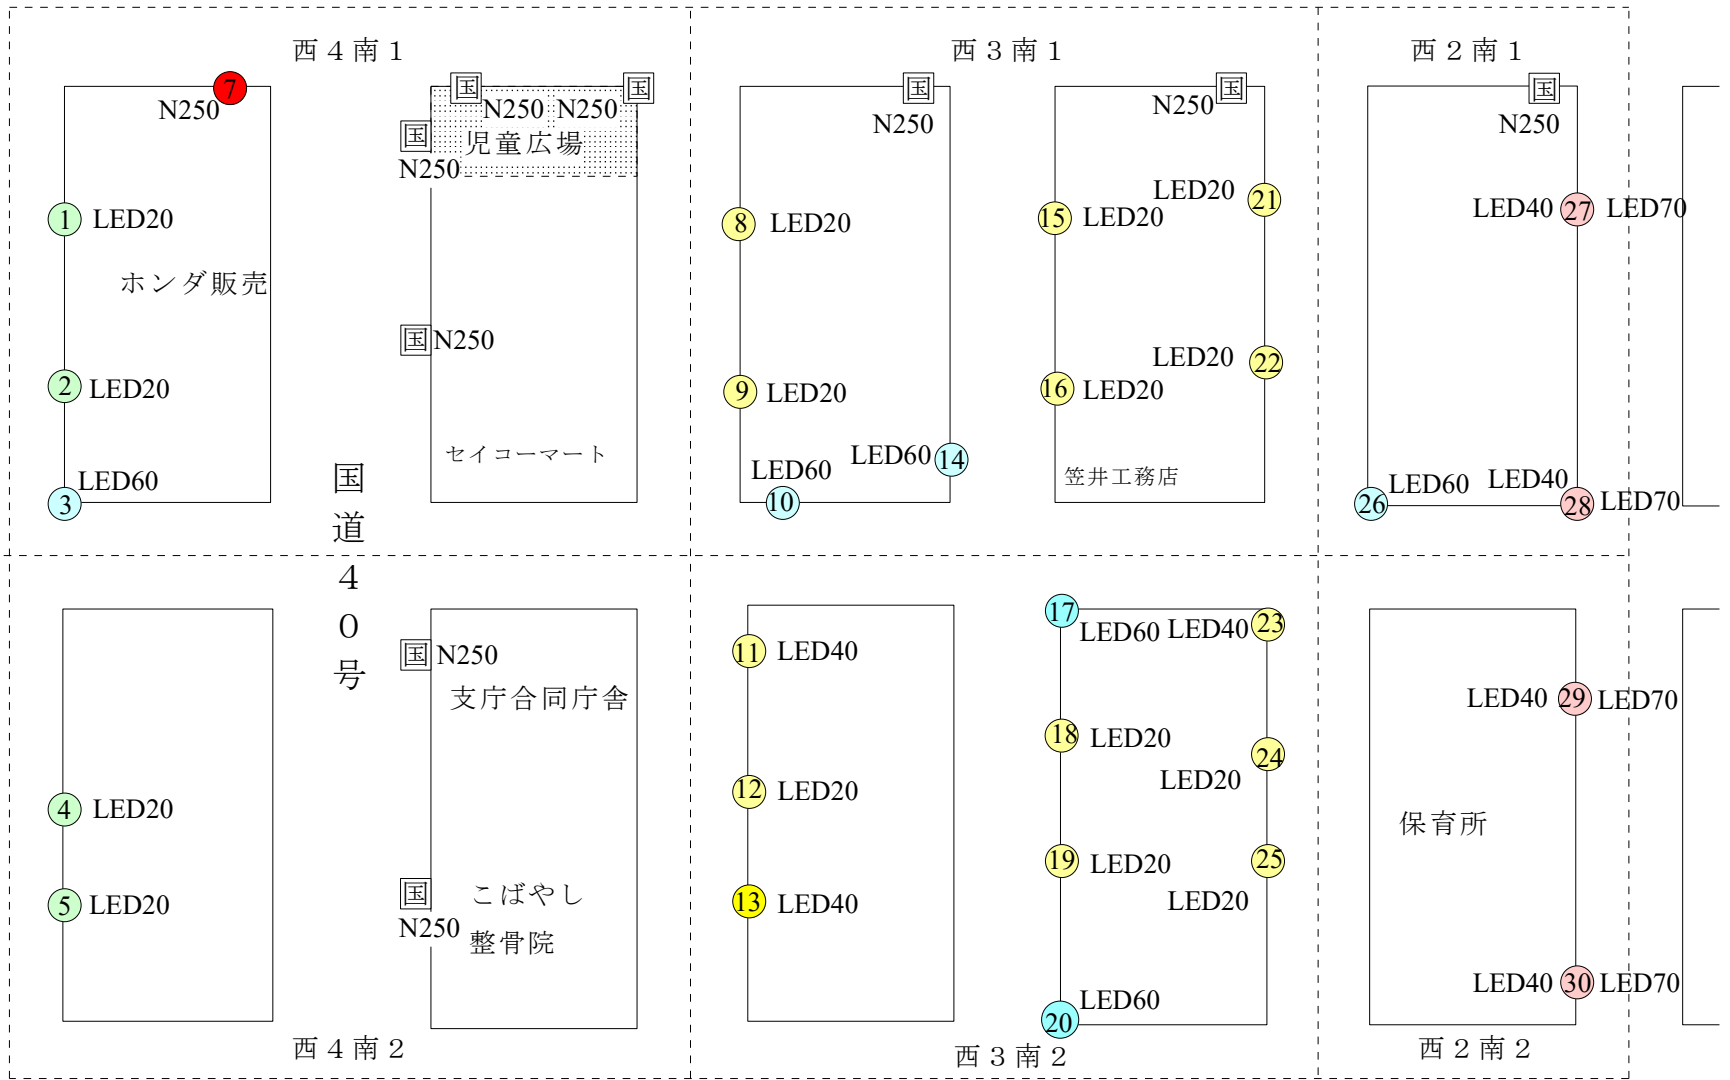 西4南1
7
N250
1 LED20
ホンダ販売
2 LED20
LED60
3
国
国
N250 N250
国
児童広場
N250
国 N250
セイコーマート
国道40号
西3南1
国
N250
8 LED20
9 LED20
LED60
10
LED60 14
国
N250
15 LED20
LED20 21
16 LED20
LED20 22
笠井工務店
西2南1
国
N250
LED40 27 LED70
26 LED60
LED40 28 LED70
4 LED20
5 LED20
国 N250
支庁合同庁舎
国
N250
こばやし
整骨院
西4南2
11 LED40
12 LED20
13 LED40
17
LED60
LED40 23
18 LED20
24
LED20
19 LED20
25
LED20
LED60
20
西3南2
LED40 29 LED70
保育所
LED40 30 LED70
西2南2